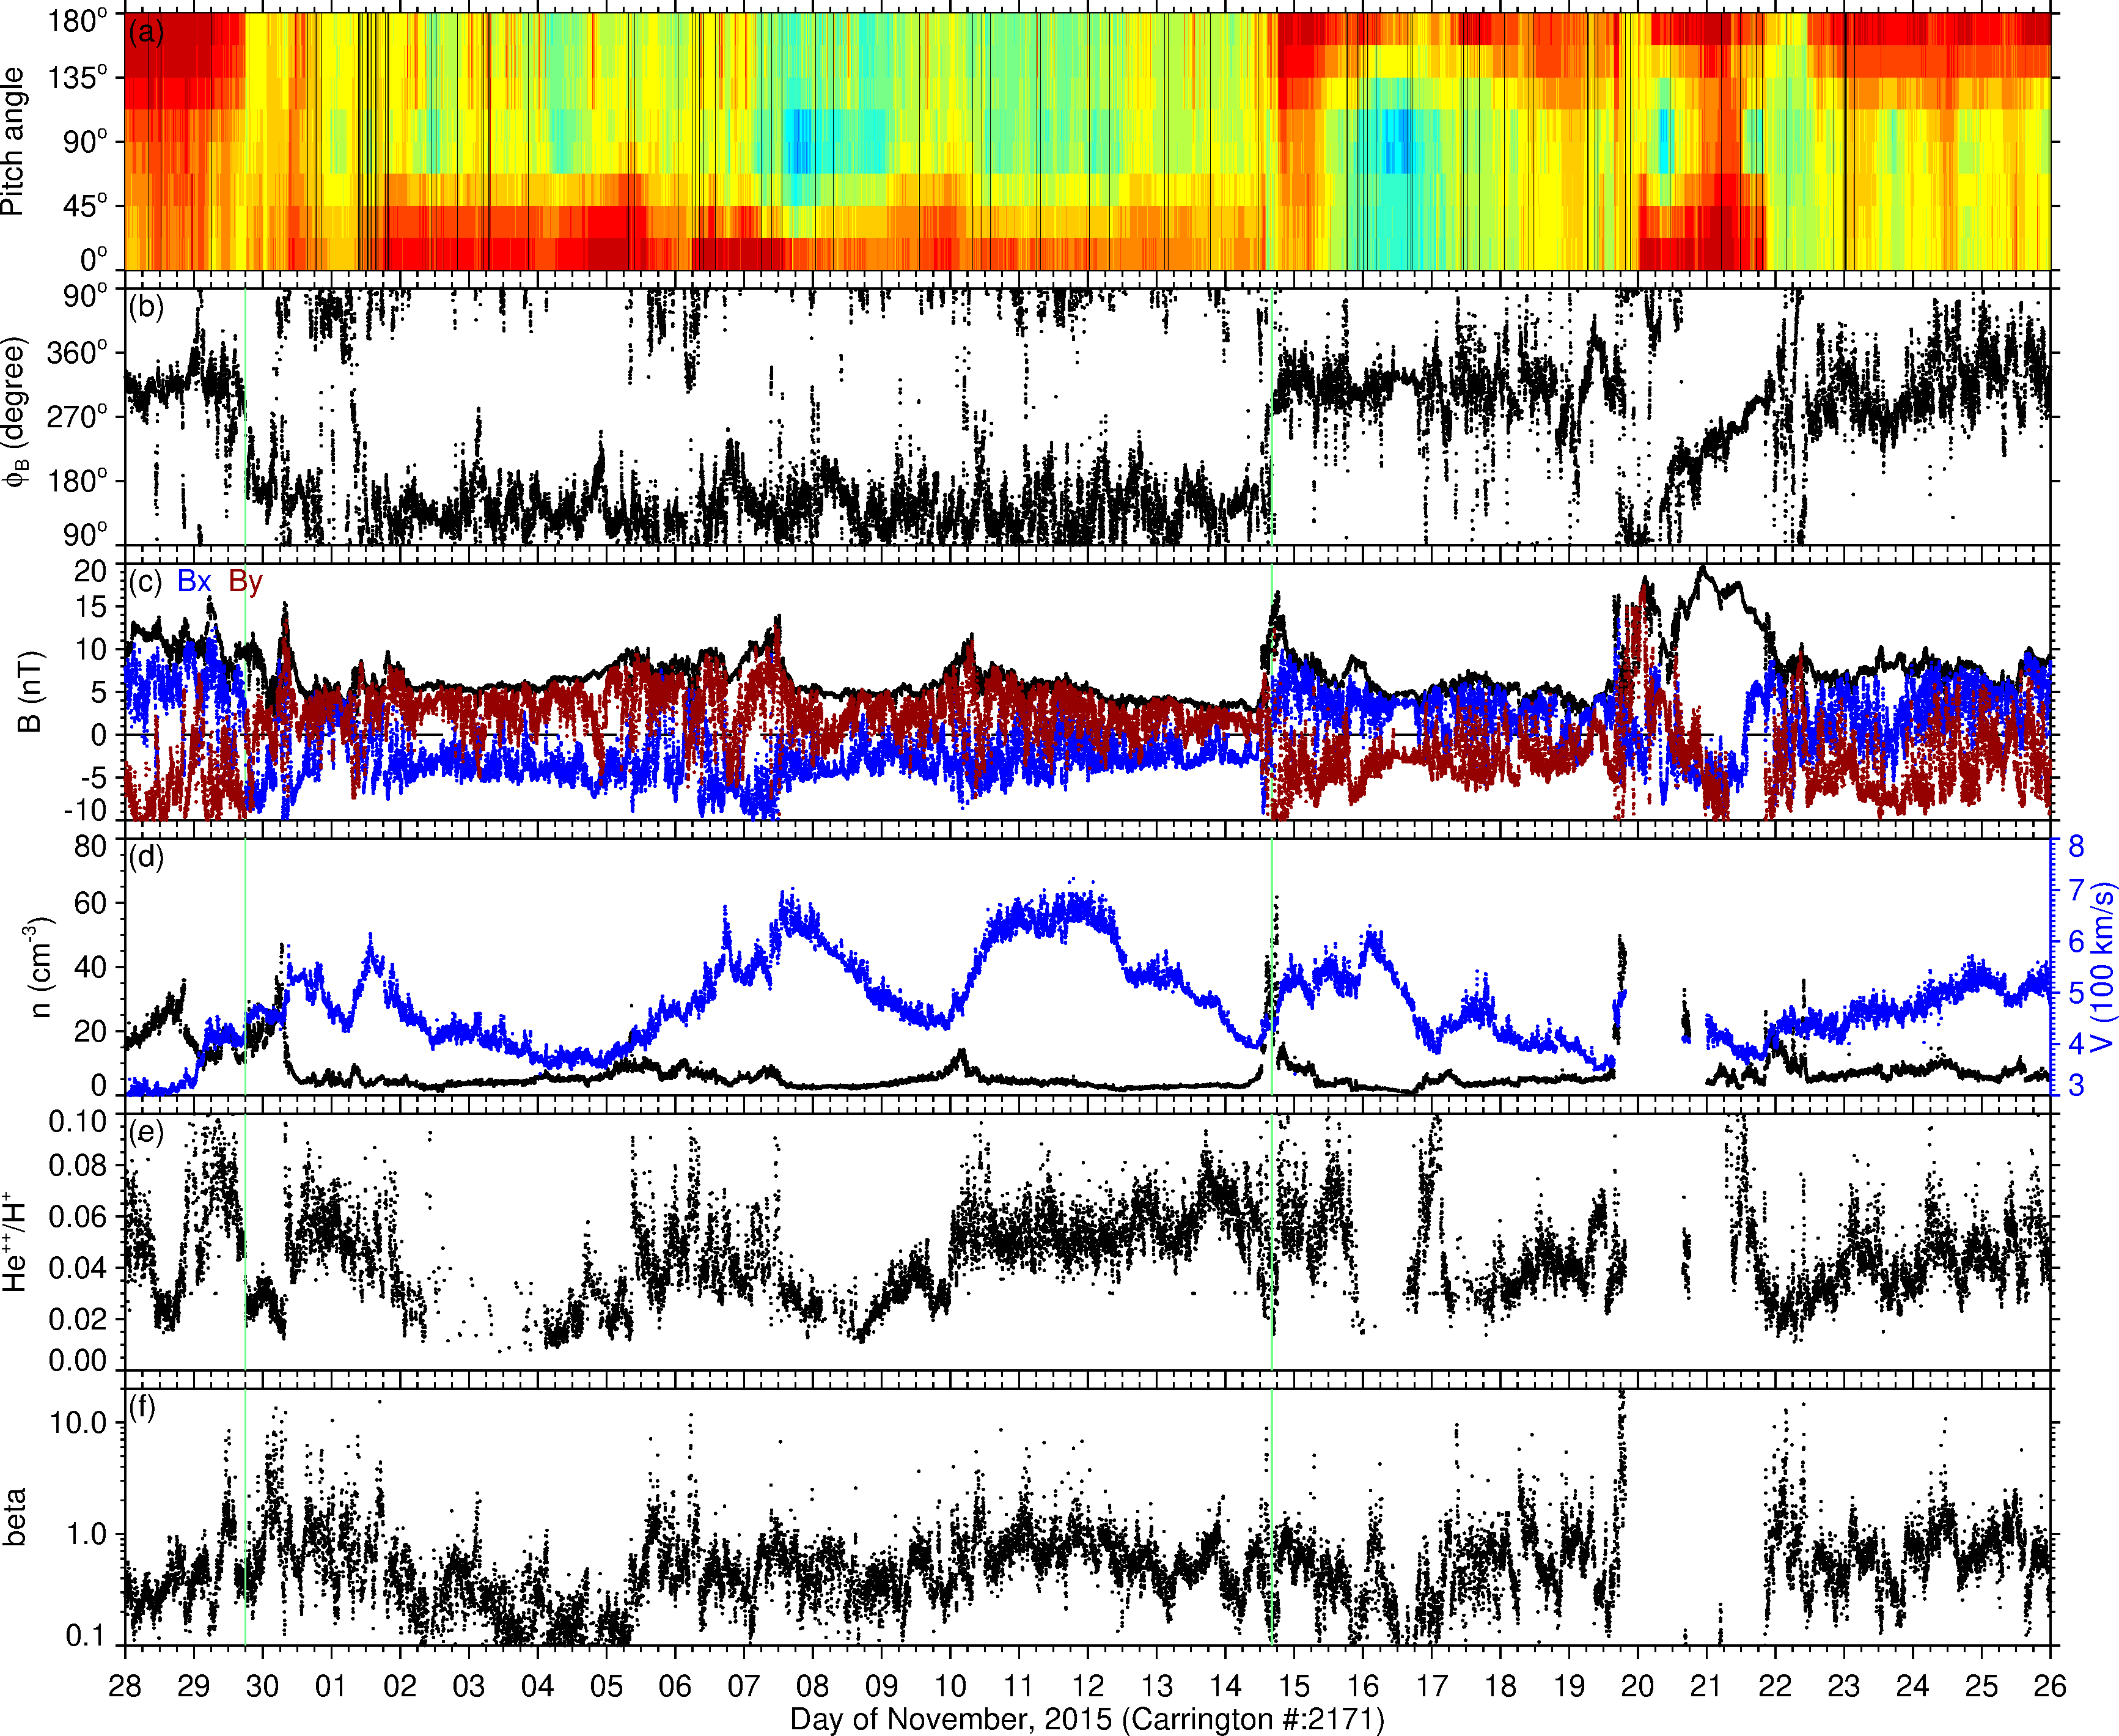 (a)
Pitch angle
180°
135°
90°
45°
0°
(b)
ϕB (degree)
90°
360°
270°
180°
90°
(c) Bx By
B (nT)
20
15
10
5
0
-5
-10
(d)
n (cm-3)
80
60
40
20
0
8
7
6
5
4
3
V (100 km/s)
(e)
He++/H+
0.10
0.08
0.06
0.04
0.02
0.00
(f)
beta
10.0
1.0
0.1
28 29 30 01 02 03 04 05 06 07 08 09 10 11 12 13 14 15 16 17 18 19 20 21 22 23 24 25 26
Day of November, 2015 (Carrington #:2171)